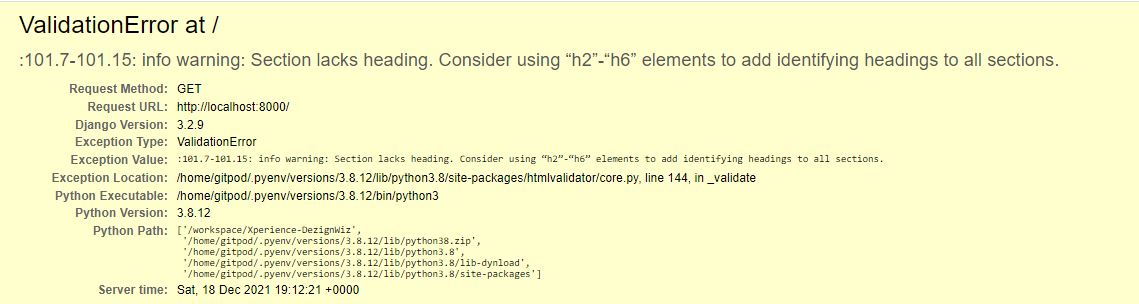 ValidationError at /
:101.7-101.15: info warning: Section lacks heading. Consider using “h2”-“h6” elements to add identifying headings to all sections.
Request Method: GET
Request URL: http://localhost:8000/
Django Version: 3.2.9
Exception Type: ValidationError
Exception Value: :101.7-101.15: info warning: Section lacks heading. Consider using “h2”-“h6” elements to add identifying headings to all sections.
Exception Location: /home/gitpod/.pyenv/versions/3.8.12/lib/python3.8/site-packages/htmlvalidator/core.py, line 144, in _validate
Python Executable: /home/gitpod/.pyenv/versions/3.8.12/bin/python3
Python Version: 3.8.12
Python Path: ['/workspace/Xperience-DezignWiz',
'/home/gitpod/.pyenv/versions/3.8.12/lib/python38.zip',
'/home/gitpod/.pyenv/versions/3.8.12/lib/python3.8',
'/home/gitpod/.pyenv/versions/3.8.12/lib/python3.8/lib-dynload',
'/home/gitpod/.pyenv/versions/3.8.12/lib/python3.8/site-packages']
Server time: Sat, 18 Dec 2021 19:12:21 +0000